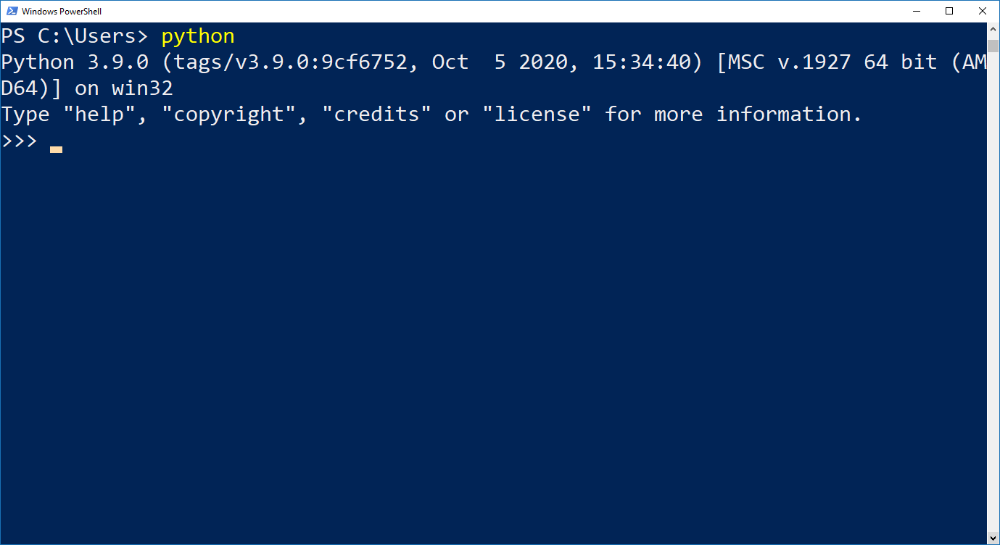 Windows PowerShell
PS C:\Users> python
Python 3.9.0 (tags/v3.9.0:9cf6752, Oct  5 2020, 15:34:40) [MSC v.1927 64 bit (AM
D64)] on win32
Type "help", "copyright", "credits" or "license" for more information.
>>>